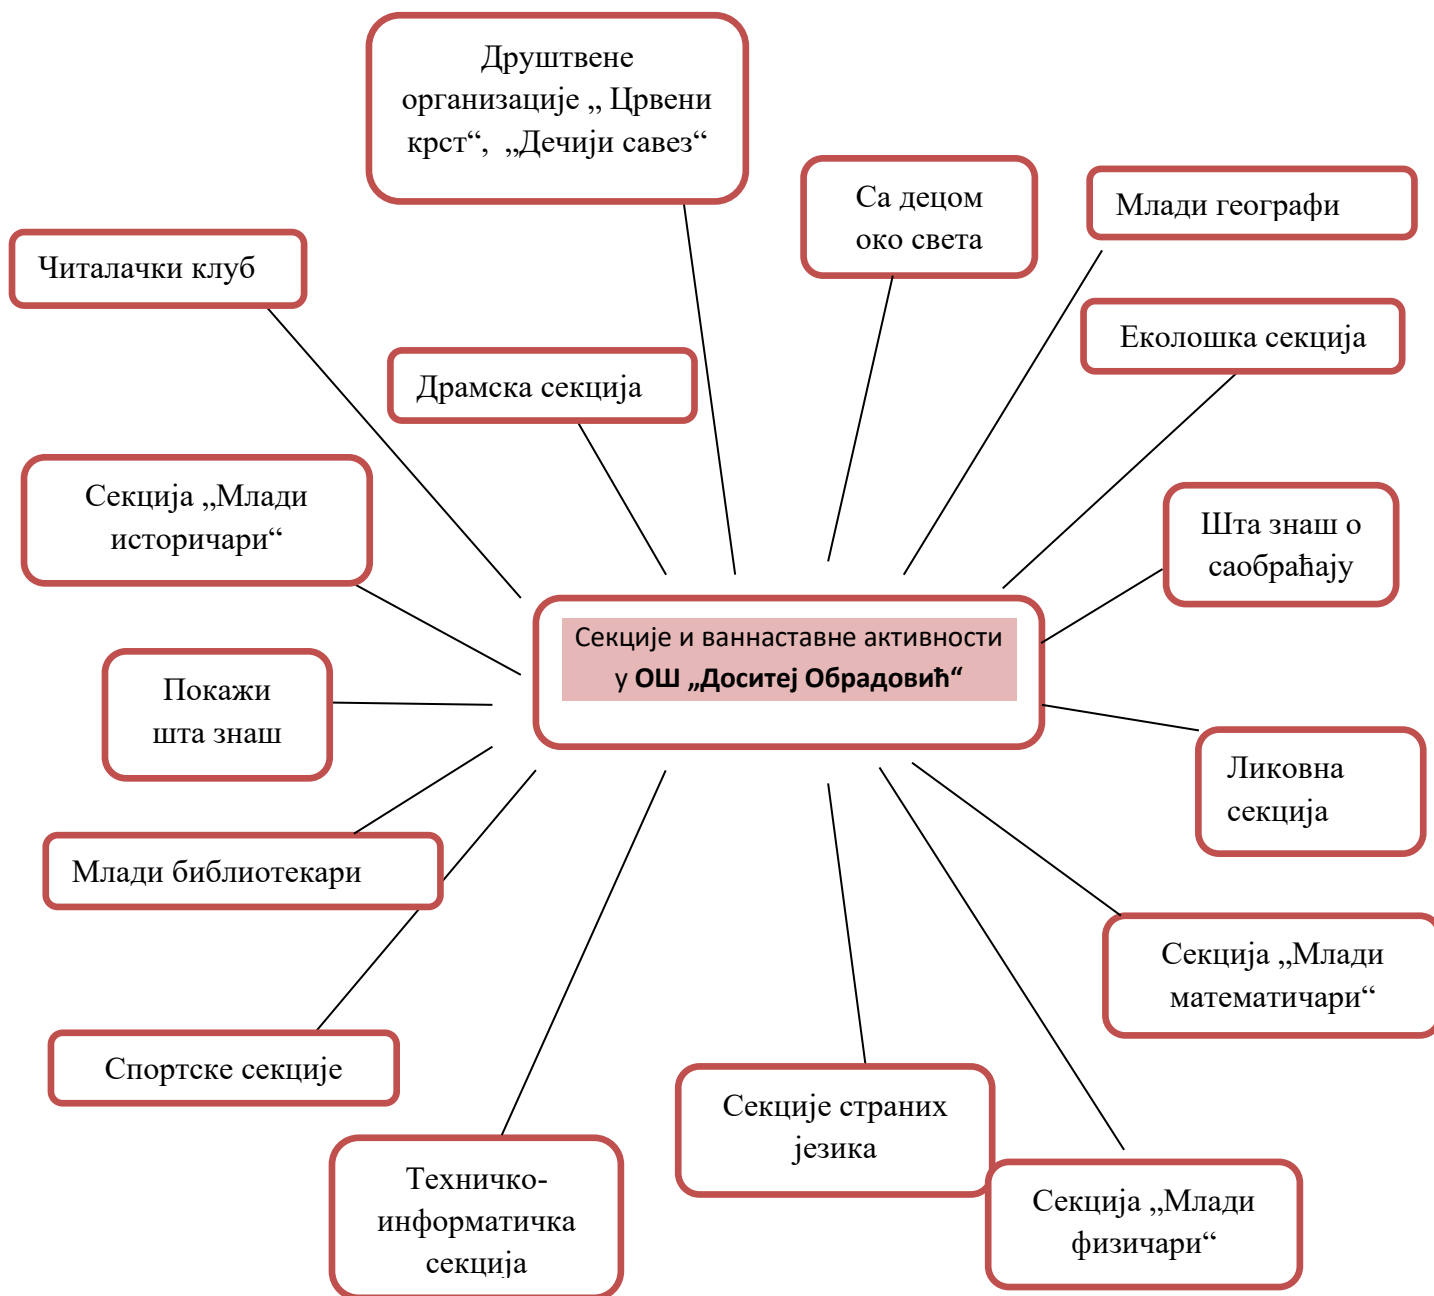 Друштвене
организације „ Црвени
крст“, „Дечији савез“
Са децом
око света
Млади географи
Читалачки клуб
Еколошка секција
Драмска секција
Секција „Млади
историчари“
Шта знаш о
саобраћају
Секције и ваннаставне активности
у ОШ „Доситеј Обрадовић“
Покажи
шта знаш
Ликовна
секција
Млади библиотекари
Секција „Млади
математичари“
Спортске секције
Секције страних
језика
Техничко-
информатичка
секција
Секција „Млади
физичари“